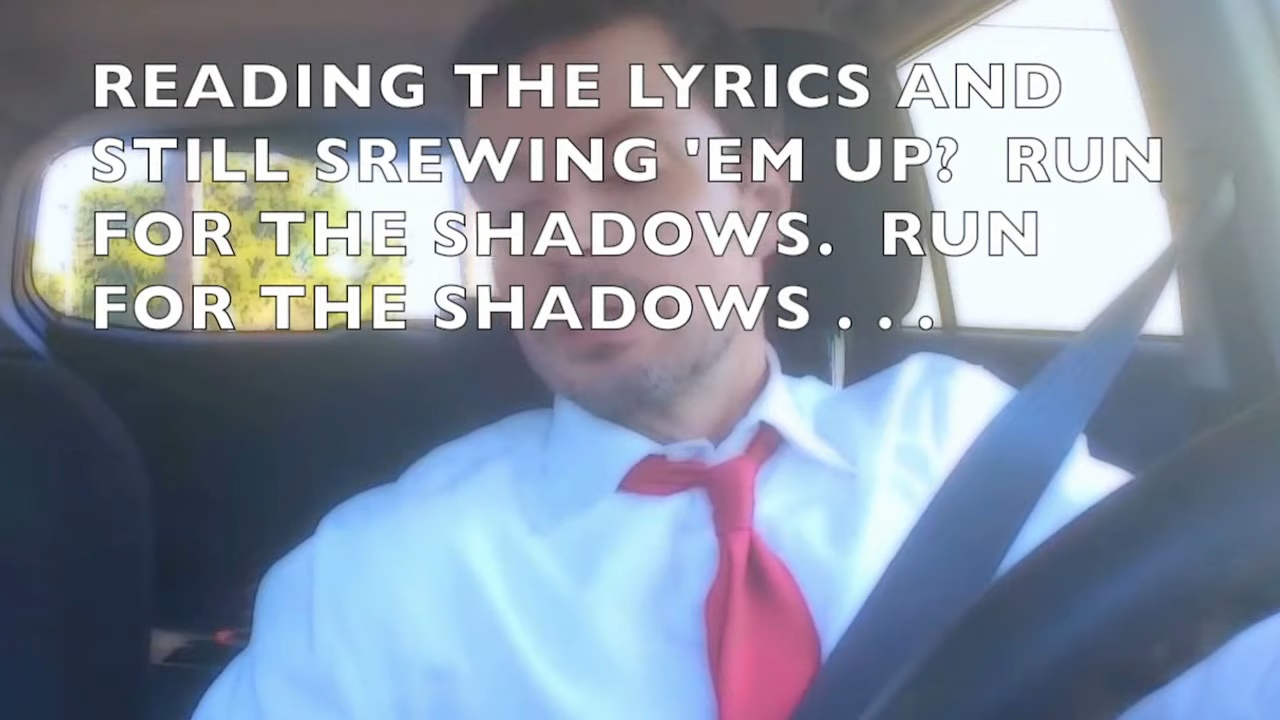 READING THE LYRICS AND
STILL SREWING 'EM UP?  RUN
FOR THE SHADOWS.  RUN
FOR THE SHADOWS . . .